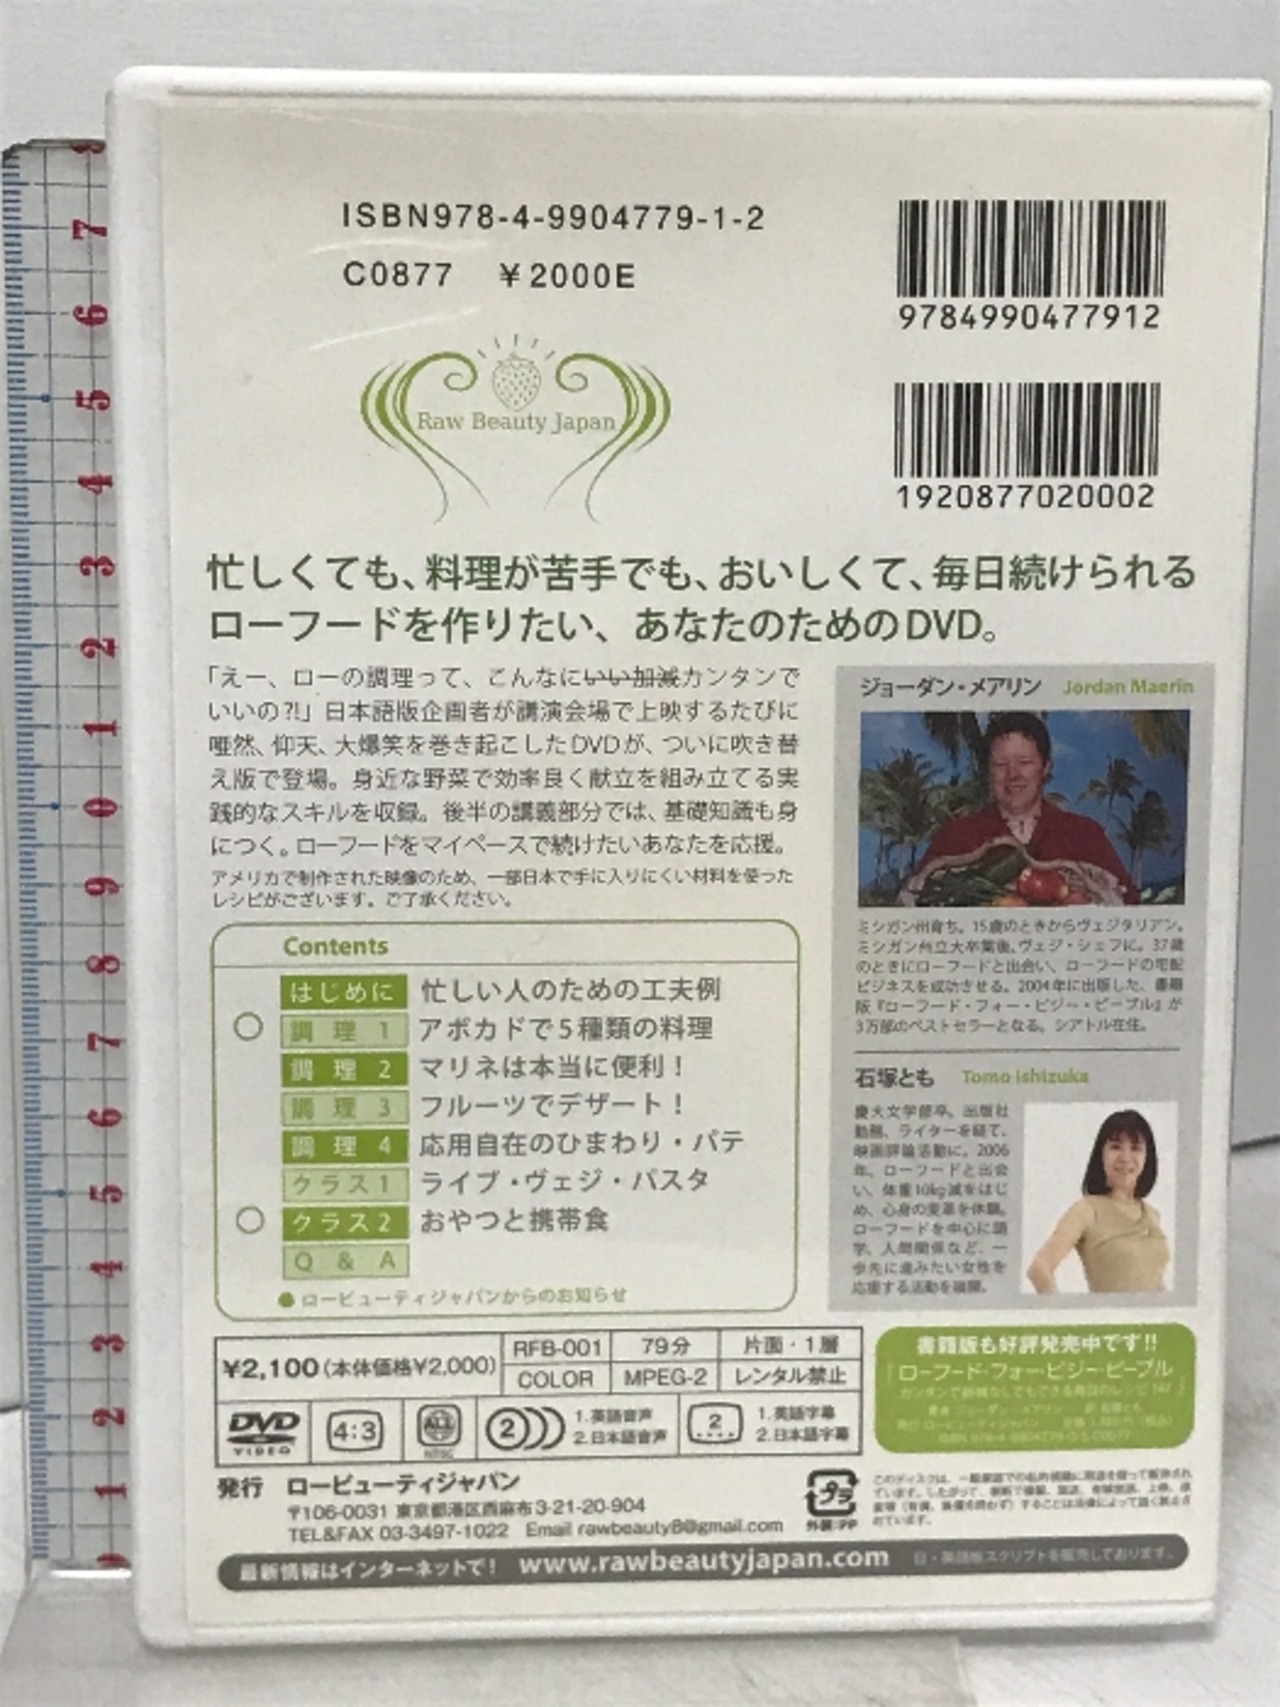 ISBN978-4-9904779-1-2
C0877 ¥2000E
9784990477912
1920877020002
Raw Beauty Japan
忙しくても、料理が苦手でも、おいしくて、毎日続けられる
ローフードを作りたい、あなたのためのDVD。
「えー、ローの調理って、こんなにいい加減カンタンで
いいの?!」日本語版企画者が講演会場で上映するたびに
唖然、仰天、大爆笑を巻き起こしたDVDが、ついに吹き替
え版で登場。身近な野菜で効率良く献立を組み立てる実
践的なスキルを収録。後半の講義部分では、基礎知識も身
につく。ローフードをマイペースで続けたいあなたを応援。
アメリカで制作された映像のため、一部日本で手に入りにくい材料を使った
レシピがございます。ご了承ください。
Contents
はじめに 忙しい人のための工夫例
調理1 アボカドで5種類の料理
調理2 マリネは本当に便利！
調理3 フルーツでデザート！
調理4 応用自在のひまわり・パテ
クラス1 ライブ・ヴェジ・パスタ
クラス2 おやつと携帯食
Q & A
●ロービューティジャパンからのお知らせ
ジョーダン・メアリン Jordan Maerin
ミシガン州育ち。15歳のときからヴェジタリアン。
ミシガン州立大卒業後、ヴェジ・シェフに。37歳
のときにローフードと出会い、ローフードの宅配
ビジネスを成功させる。2004年に出版した、書籍
版『ローフード・フォー・ビジー・ピープル』が
3万部のベストセラーとなる。シアトル在住。
石塚とも Tomo Ishizuka
慶大文学部卒。出版社
勤務、ライターを経て、
映画評論活動に。2006
年、ローフードと出会
い、体重10kg減をはじ
め、心身の変革を体験。
ローフードを中心に語
学、人間関係など、一
歩先に進みたい女性を
応援する活動を展開。
¥2,100(本体価格¥2,000)
RFB-001 79分 片面・1層
COLOR MPEG-2 レンタル禁止
DVD VIDEO
4:3
ALL
NTSC
2 1.英語音声
2.日本語音声
2 1.英語字幕
2.日本語字幕
書籍版も好評発売中です!!
『ローフード・フォー・ビジー・ピープル
発行 ロービューティジャパン
〒106-0031 東京都港区西麻布3-21-20-904
TEL&FAX 03-3497-1022 Email rawbeauty8@gmail.com
プラ
外装:PP
最新情報はインターネットで！ www.rawbeautyjapan.com 日・英語版スクリプトを販売しております。
8
7
6
5
4
3
2
1
0
9
8
7
6
5
4
3
2
1